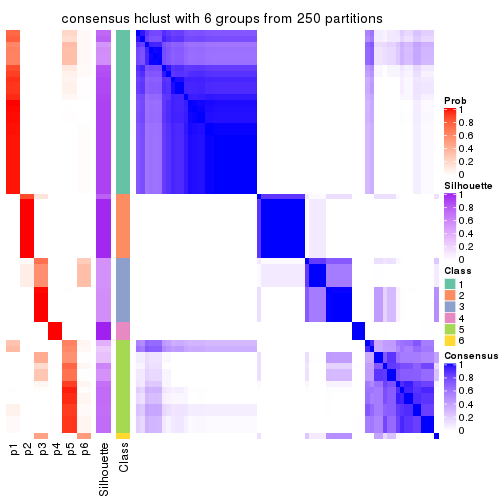 consensus hclust with 6 groups from 250 partitions
Prob
1
0.8
0.6
0.4
0.2
0
Silhouette
1
0.8
0.6
0.4
0.2
0
Class
1
2
3
4
5
6
Consensus
1
0.8
0.6
0.4
0.2
0
p1
p2
p3
p4
p5
p6
Silhouette
Class